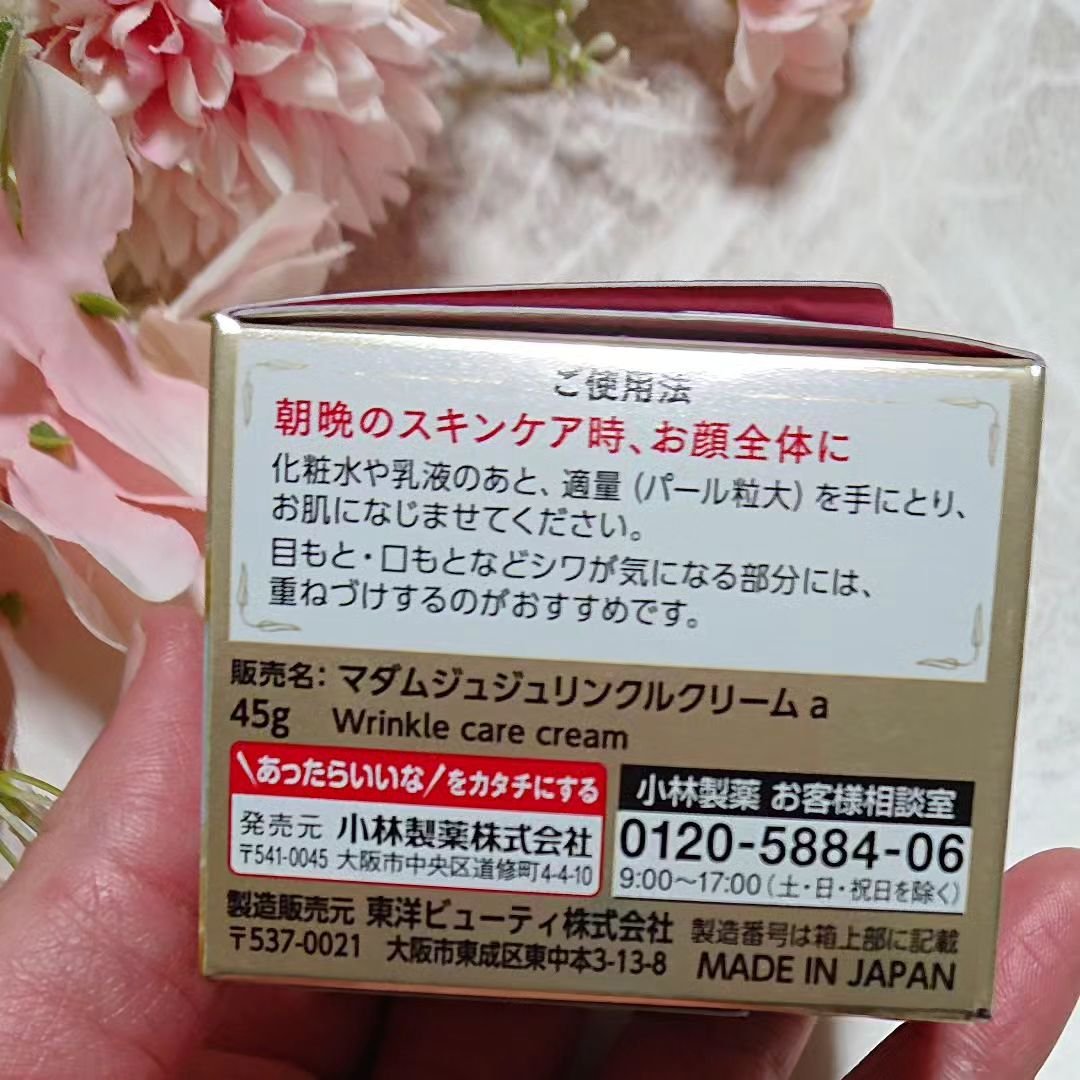 ご使用法
朝晩のスキンケア時、お顔全体に
化粧水や乳液のあと、適量(パール粒大)を手にとり、
お肌になじませてください。
目もと・口もとなどシワが気になる部分には、
重ねづけするのがおすすめです。
販売名：マダムジュジュリンクルクリーム a
45g Wrinkle care cream
\あったらいいな/をカタチにする
発売元 小林製薬株式会社
〒541-0045 大阪市中央区道修町4-4-10
小林製薬 お客様相談室
0120-5884-06
9:00〜17:00(土・日・祝日を除く)
製造販売元 東洋ビューティ株式会社 製造番号は箱上部に記載
〒537-0021 大阪市東成区東中本3-13-8 MADE IN JAPAN